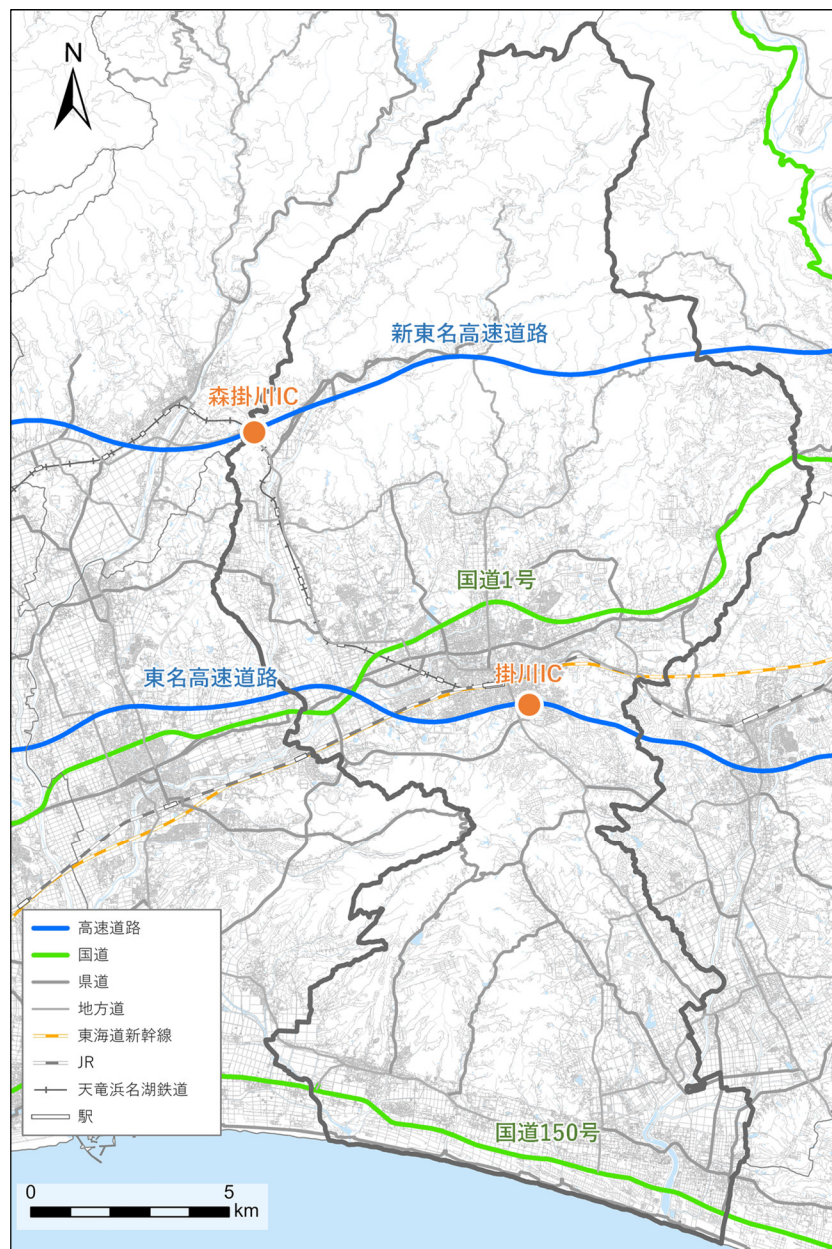 N
新東名高速道路
森掛川IC
国道1号
掛川IC
東名高速道路
高速道路
国道
県道
地方道
東海道新幹線
JR
天竜浜名湖鉄道
駅
国道150号
0 5
km